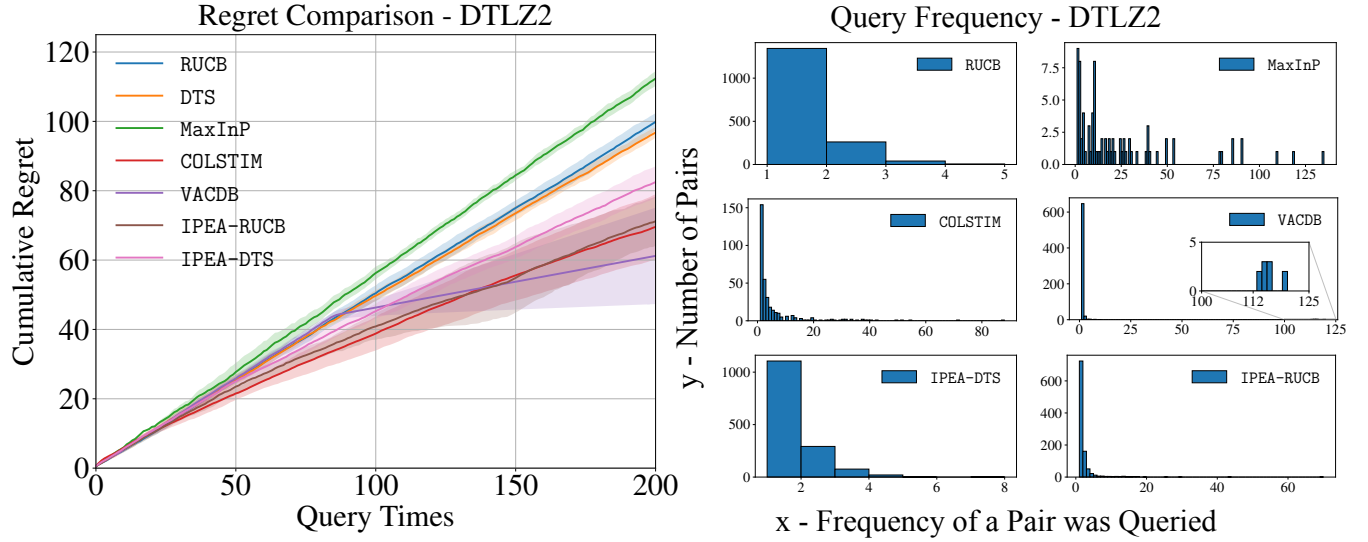 Regret Comparison - DTLZ2
120
100
80
60
40
20
0
Cumulative Regret
RUCB
DTS
MaxInP
COLSTIM
VACDB
IPEA-RUCB
IPEA-DTS
0 50 100 150 200
Query Times
Query Frequency - DTLZ2
y - Number of Pairs
1000
500
0
RUCB
1 2 3 4 5
7.5
5.0
2.5
0.0
MaxInP
0 25 50 75 100 125
150
100
50
0
COLSTIM
0 20 40 60 80
600
400
200
0
VACDB
5
0
100 112 125
0 25 50 75 100 125
1000
500
0
IPEA-DTS
2 4 6 8
600
400
200
0
IPEA-RUCB
0 20 40 60
x - Frequency of a Pair was Queried